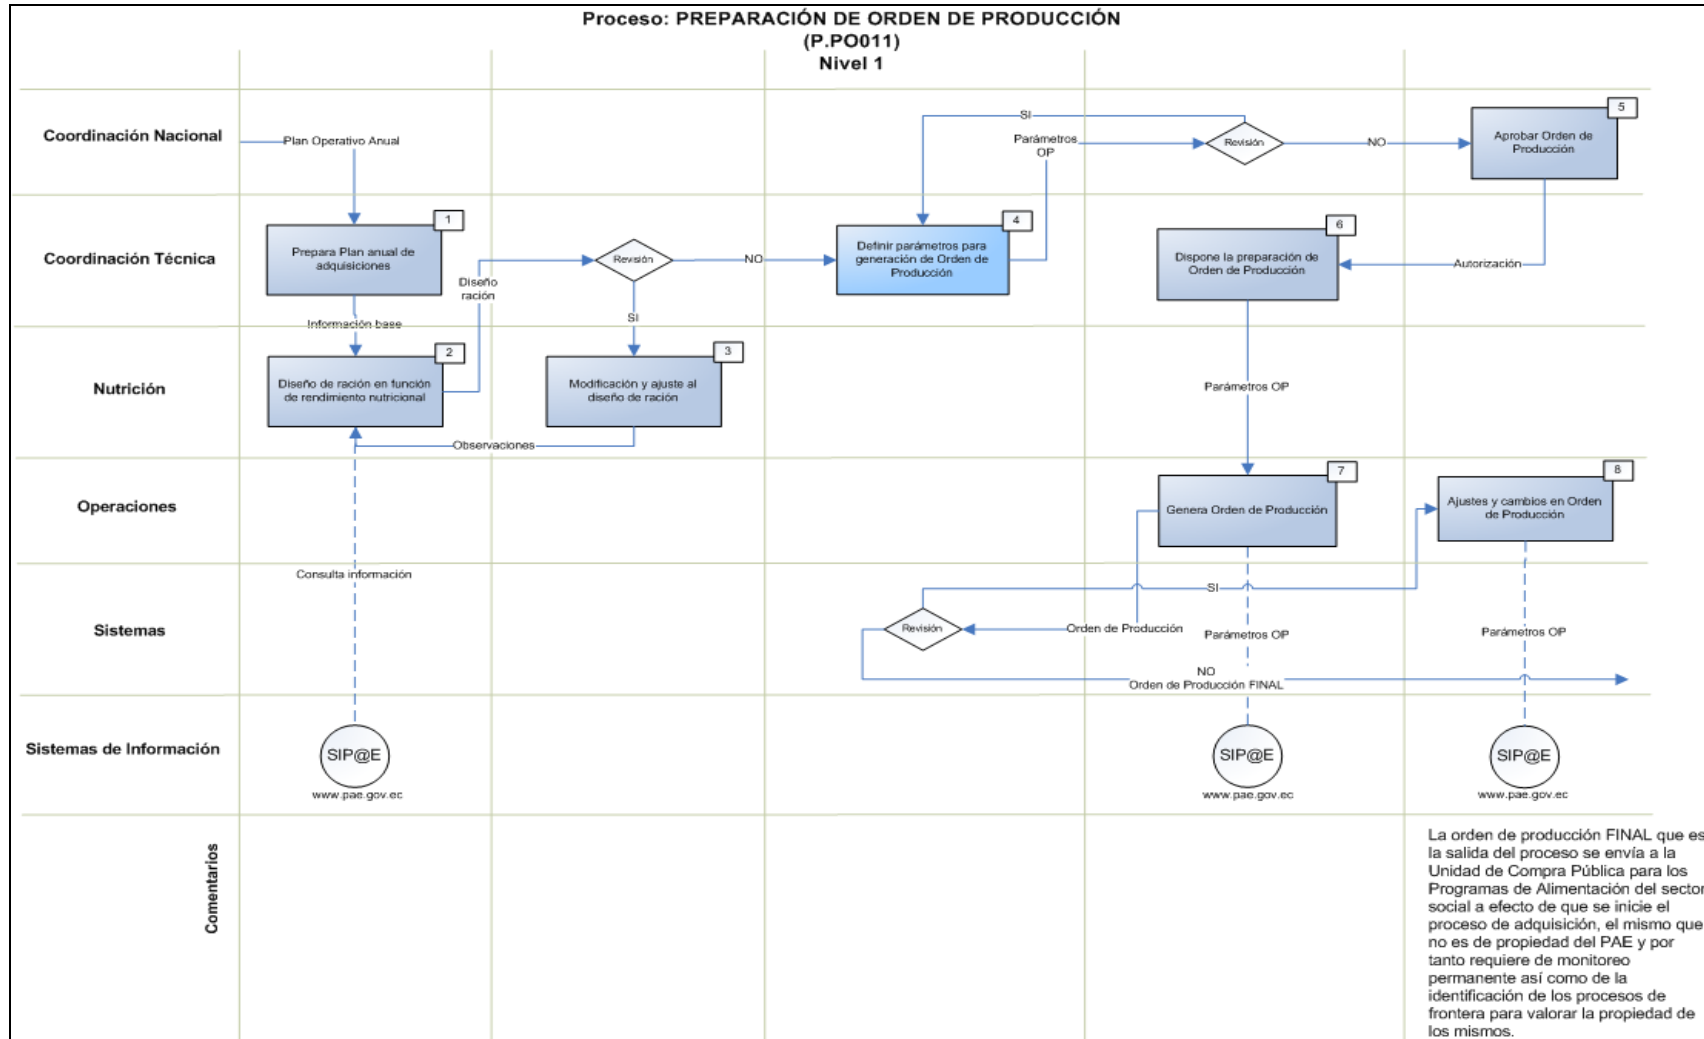 Proceso: PREPARACIÓN DE ORDEN DE PRODUCCIÓN
(P.PO011)
Nivel 1
Coordinación Nacional
Plan Operativo Anual
SI
Parámetros
OP
Revisión
NO
5
Aprobar Orden de
Producción
Coordinación Técnica
1
Prepara Plan anual de
adquisiciones
Información base
Diseño
ración
Revisión
NO
SI
4
Definir parámetros para
generación de Orden de
Producción
6
Dispone la preparación de
Orden de Producción
Autorización
Nutrición
2
Diseño de ración en función
de rendimiento nutricional
3
Modificación y ajuste al
diseño de ración
Observaciones
Parámetros OP
Operaciones
7
Genera Orden de Producción
8
Ajustes y cambios en Orden
de Producción
Consulta información
Sistemas
SI
Revisión
Orden de Producción
Parámetros OP
Parámetros OP
NO
Orden de Producción FINAL
Sistemas de Información
SIP@E
www.pae.gov.ec
SIP@E
www.pae.gov.ec
SIP@E
www.pae.gov.ec
Comentarios
La orden de producción FINAL que es
la salida del proceso se envía a la
Unidad de Compra Pública para los
Programas de Alimentación del sector
social a efecto de que se inicie el
proceso de adquisición, el mismo que
no es de propiedad del PAE y por
tanto requiere de monitoreo
permanente así como de la
identificación de los procesos de
frontera para valorar la propiedad de
los mismos.